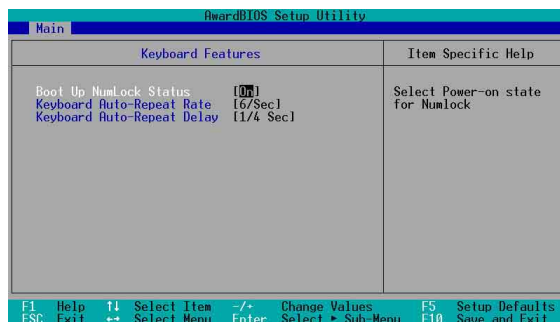 AwardBIOS Setup Utility
Main
Keyboard Features
Item Specific Help
Boot Up NumLock Status [On]
Keyboard Auto-Repeat Rate [6/Sec]
Keyboard Auto-Repeat Delay [1/4 Sec]
Select Power-on state
for Numlock
F1 Help ↑↓ Select Item -/+ Change Values F5 Setup Defaults
ESC Exit ←→ Select Menu Enter Select ► Sub-Menu F10 Save and Exit